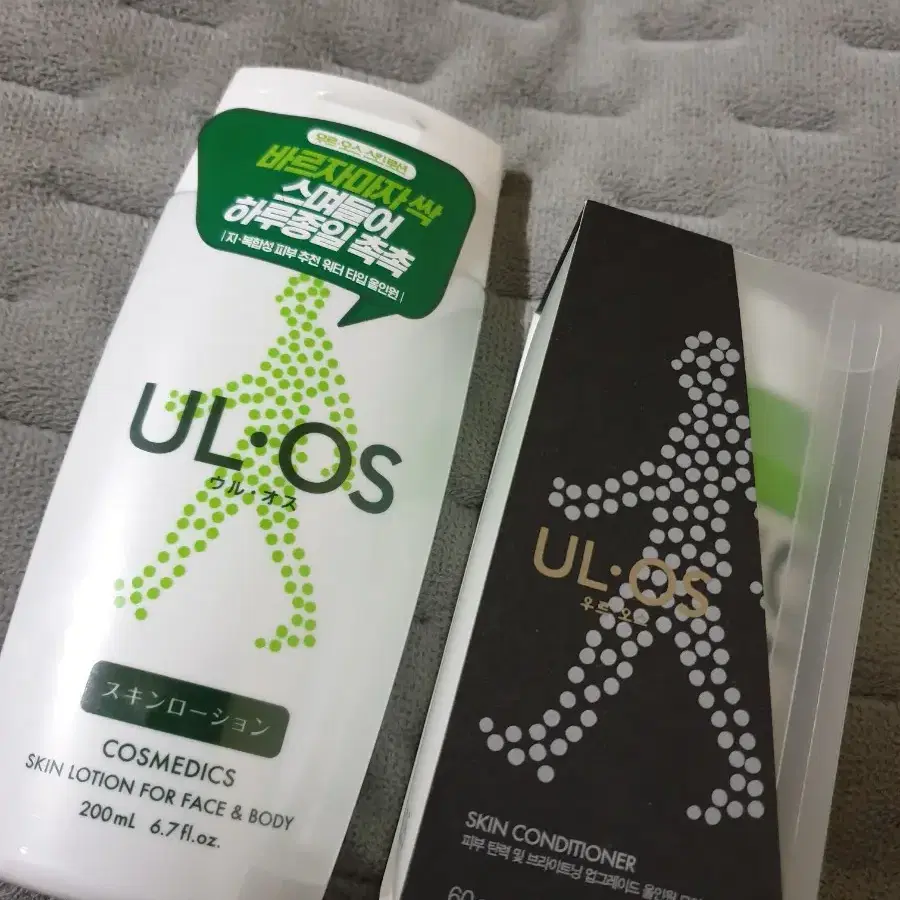 우르·오스 스킨로션
바르자마자 싹
스며들어
하루종일 촉촉
|지·복합성 피부 추천 워터 타입 올인원|
UL·OS
ウル·オス
スキンローション
COSMEDICS
SKIN LOTION FOR FACE & BODY
200mL 6.7fl.oz.
UL·OS
우르·오스
SKIN CONDITIONER
피부 탄력 및 브라이트닝 업그레이드 올인원
60